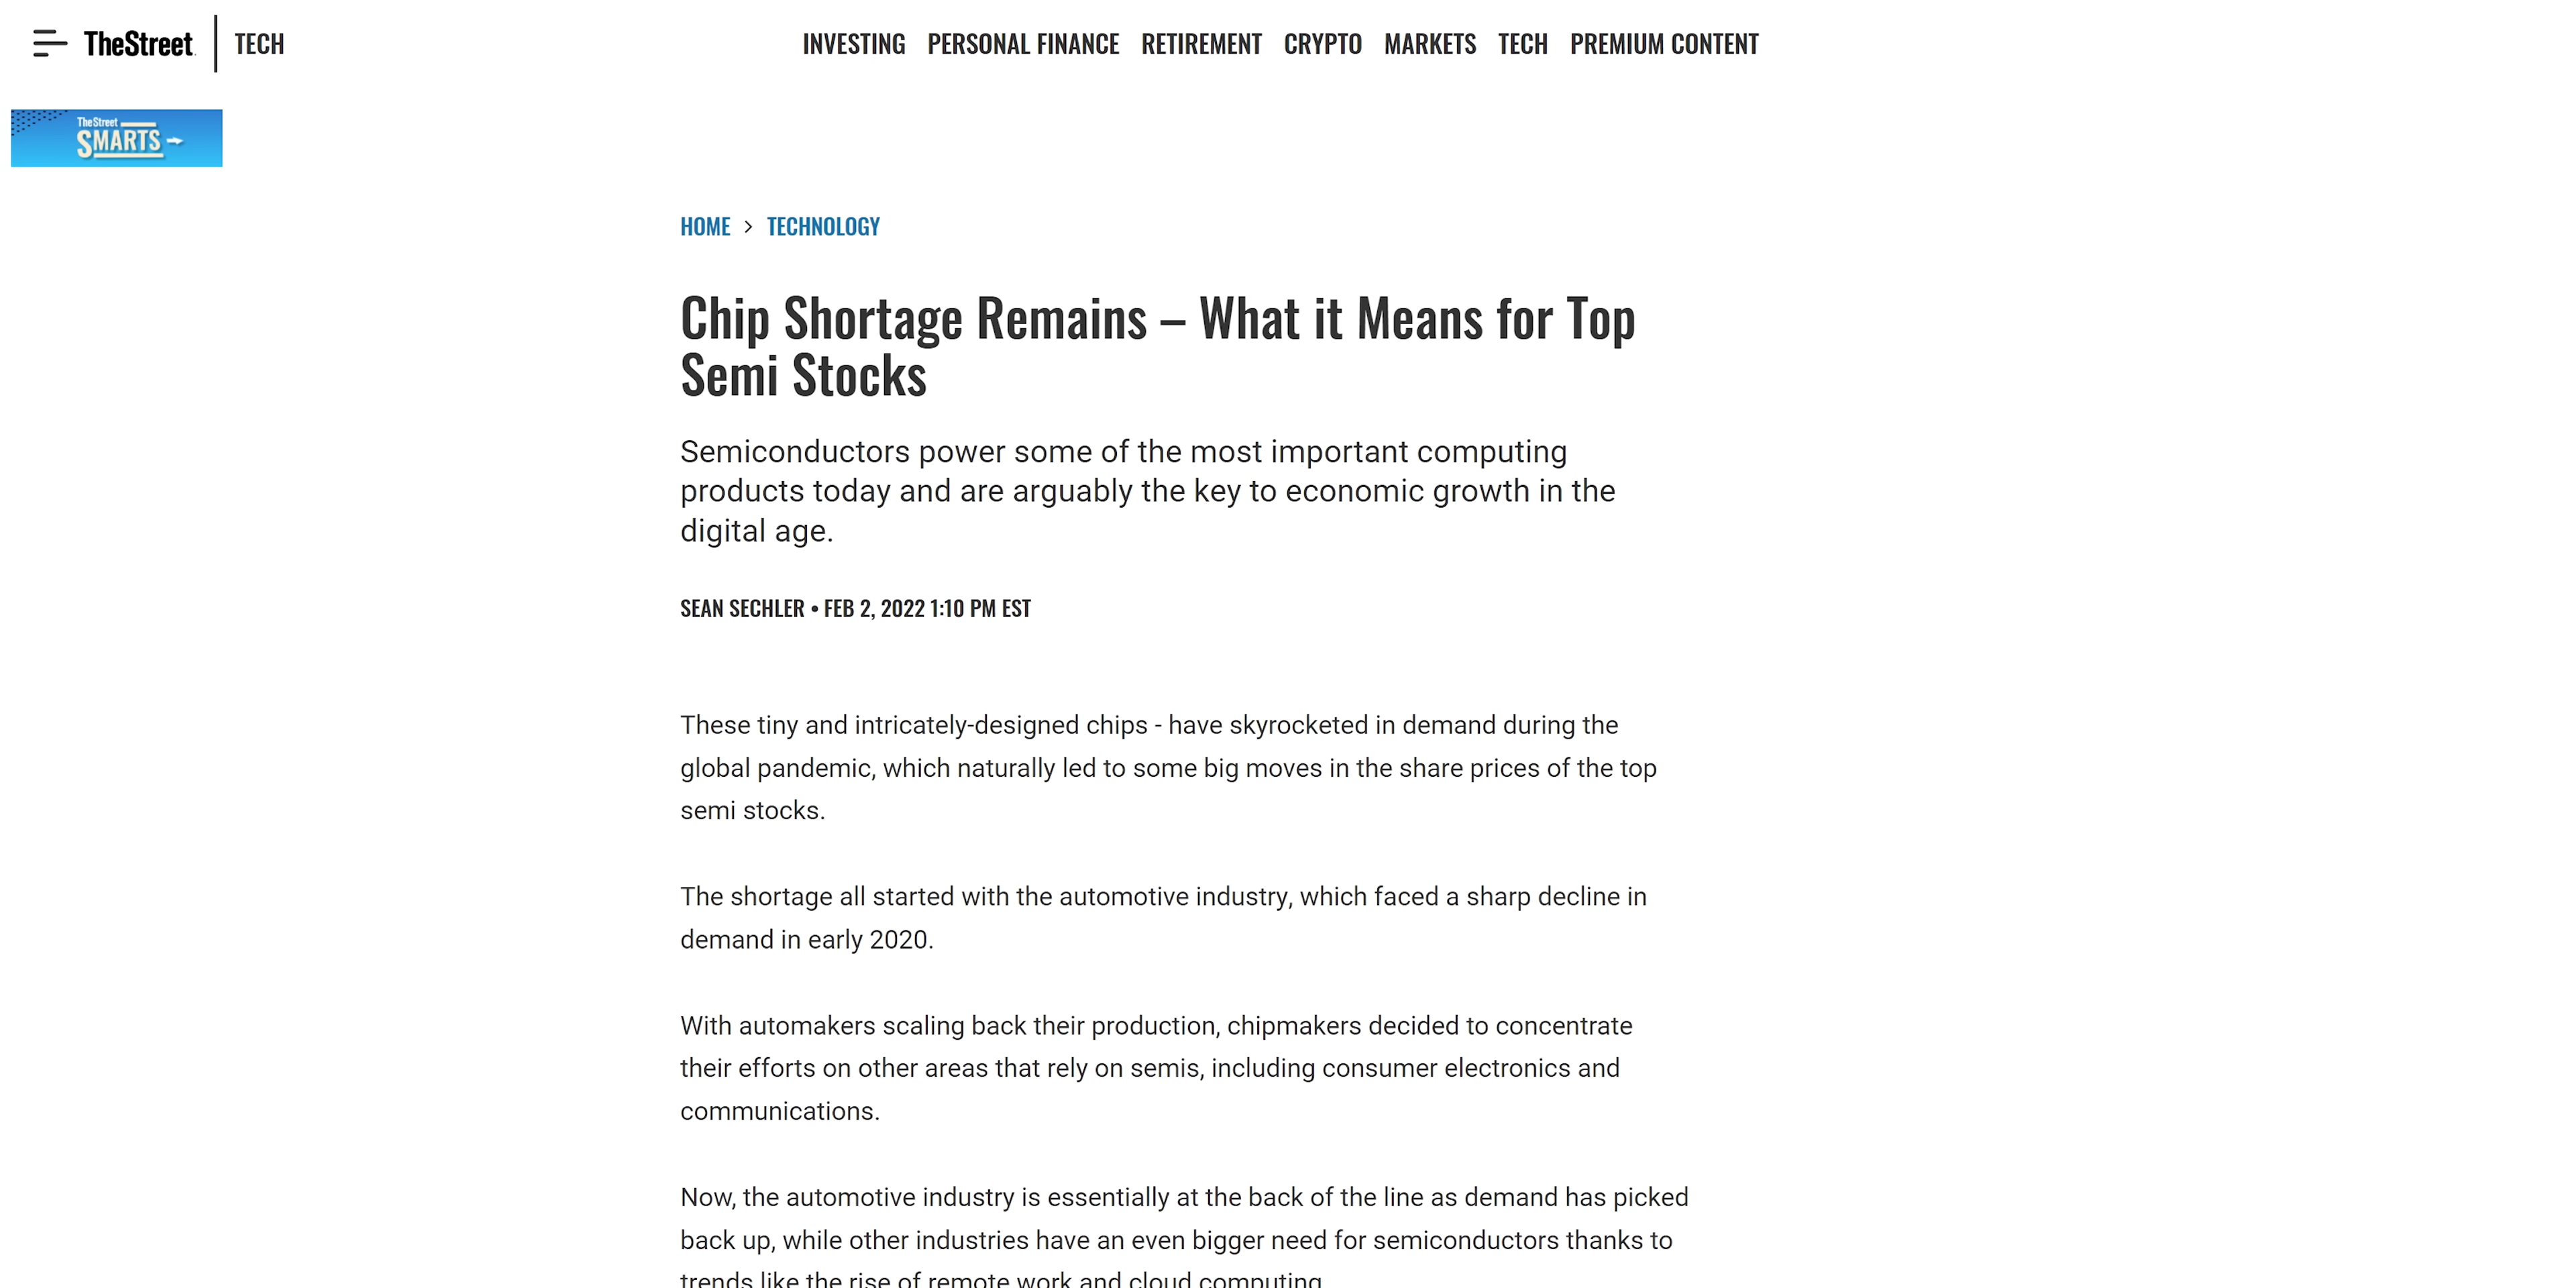 TheStreet TECH INVESTING PERSONAL FINANCE RETIREMENT CRYPTO MARKETS TECH PREMIUM CONTENT
TheStreet
SMARTS
HOME > TECHNOLOGY
Chip Shortage Remains – What it Means for Top
Semi Stocks
Semiconductors power some of the most important computing
products today and are arguably the key to economic growth in the
digital age.
SEAN SECHLER • FEB 2, 2022 1:10 PM EST
These tiny and intricately-designed chips - have skyrocketed in demand during the
global pandemic, which naturally led to some big moves in the share prices of the top
semi stocks.
The shortage all started with the automotive industry, which faced a sharp decline in
demand in early 2020.
With automakers scaling back their production, chipmakers decided to concentrate
their efforts on other areas that rely on semis, including consumer electronics and
communications.
Now, the automotive industry is essentially at the back of the line as demand has picked
back up, while other industries have an even bigger need for semiconductors thanks to
trends like the rise of remote work and cloud computing.